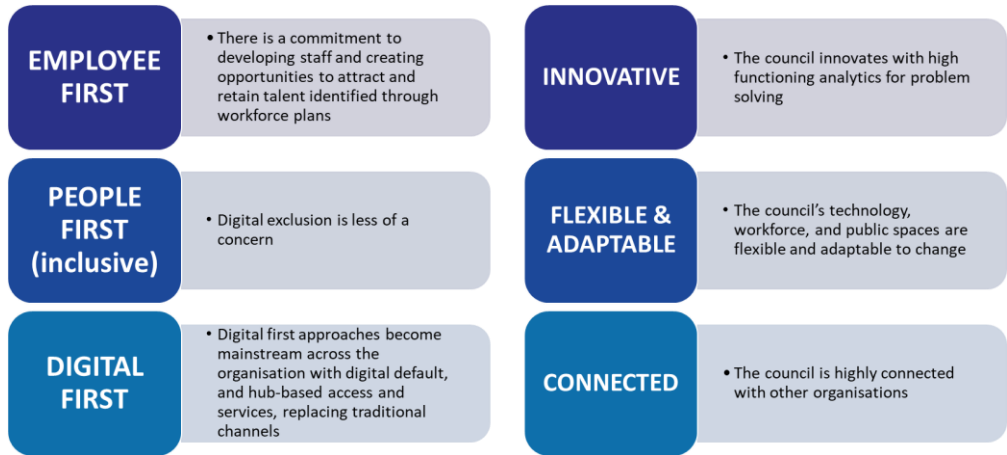 EMPLOYEE
FIRST
• There is a commitment to
developing staff and creating
opportunities to attract and
retain talent identified through
workforce plans
PEOPLE
FIRST
(inclusive)
• Digital exclusion is less of a
concern
DIGITAL
FIRST
• Digital first approaches become
mainstream across the
organisation with digital default,
and hub-based access and
services, replacing traditional
channels
INNOVATIVE
• The council innovates with high
functioning analytics for problem
solving
FLEXIBLE &
ADAPTABLE
• The council’s technology,
workforce, and public spaces are
flexible and adaptable to change
CONNECTED
• The council is highly connected
with other organisations